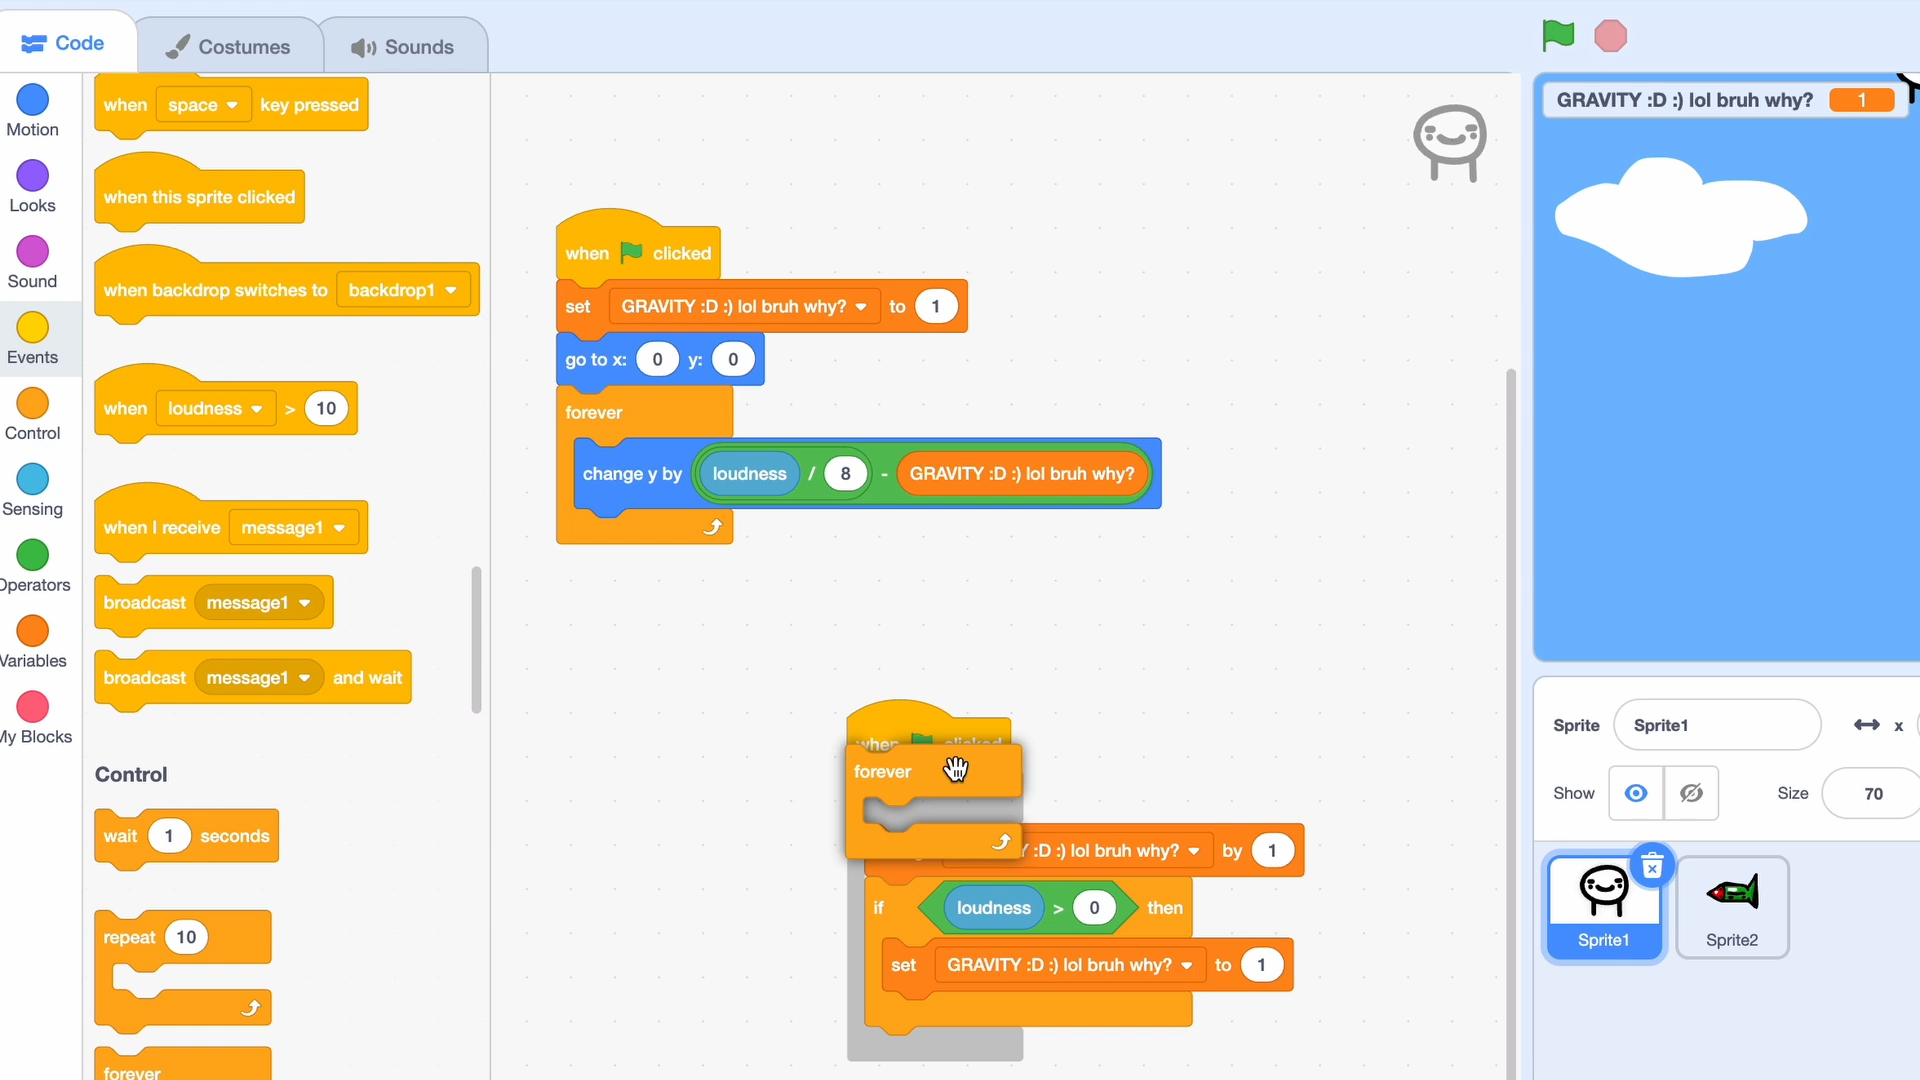 Code
Costumes
Sounds
Motion
Looks
Sound
Events
Control
Sensing
Operators
Variables
My Blocks
when space key pressed
when this sprite clicked
when backdrop switches to backdrop1
when loudness > 10
when I receive message1
broadcast message1
broadcast message1 and wait
Control
wait 1 seconds
repeat 10
forever
when clicked
set GRAVITY :D :) lol bruh why? to 1
go to x: 0 y: 0
forever
change y by loudness / 8 - GRAVITY :D :) lol bruh why?
when clicked
forever
:D :) lol bruh why? by 1
if loudness > 0 then
set GRAVITY :D :) lol bruh why? to 1
GRAVITY :D :) lol bruh why? 1
Sprite Sprite1 x
Show Size 70
Sprite1
Sprite2